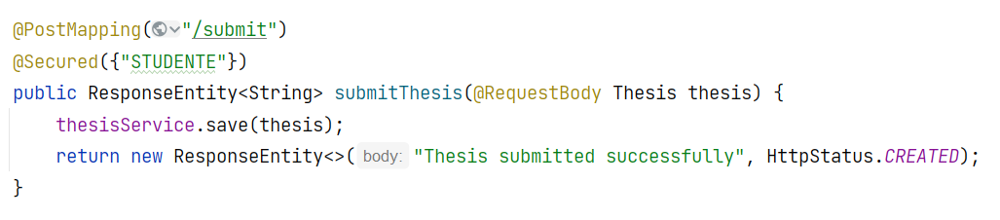 @PostMapping("/submit")
@Secured({"STUDENTE"})
public ResponseEntity<String> submitThesis(@RequestBody Thesis thesis) {
    thesisService.save(thesis);
    return new ResponseEntity<>( body: "Thesis submitted successfully", HttpStatus.CREATED);
}